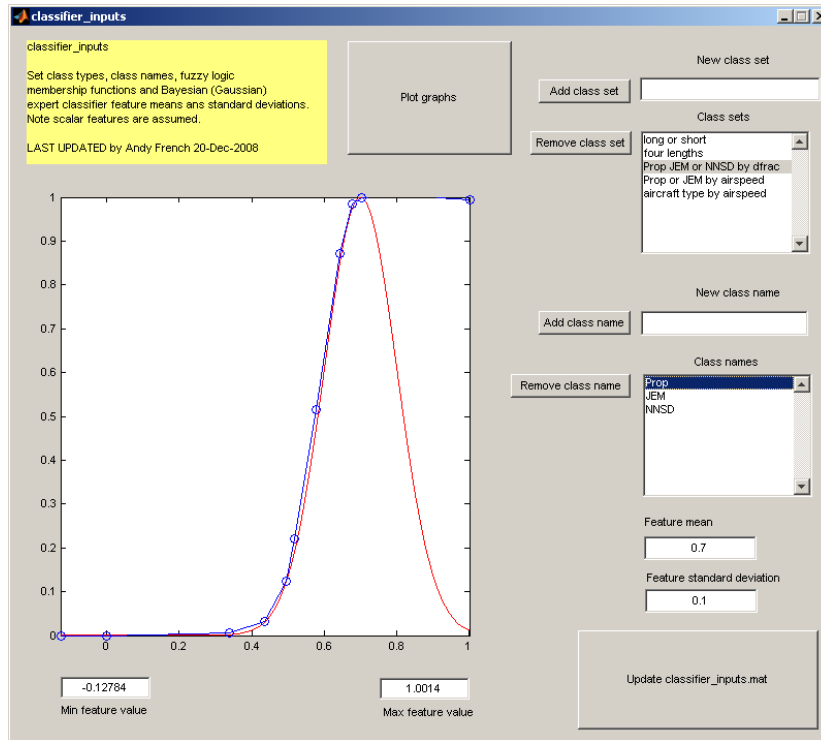 classifier_inputs
classifier_inputs
Set class types, class names, fuzzy logic
membership functions and Bayesian (Gaussian)
expert classifier feature means ans standard deviations.
Note scalar features are assumed.
LAST UPDATED by Andy French 20-Dec-2008
Plot graphs
New class set
Add class set
Class sets
Remove class set
long or short
four lengths
Prop JEM or NNSD by dfrac
Prop or JEM by airspeed
aircraft type by airspeed
New class name
Add class name
Class names
Remove class name
Prop
JEM
NNSD
Feature mean
0.7
Feature standard deviation
0.1
Update classifier_inputs.mat
1
0.9
0.8
0.7
0.6
0.5
0.4
0.3
0.2
0.1
0
0 0.2 0.4 0.6 0.8 1
-0.12784
Min feature value
1.0014
Max feature value